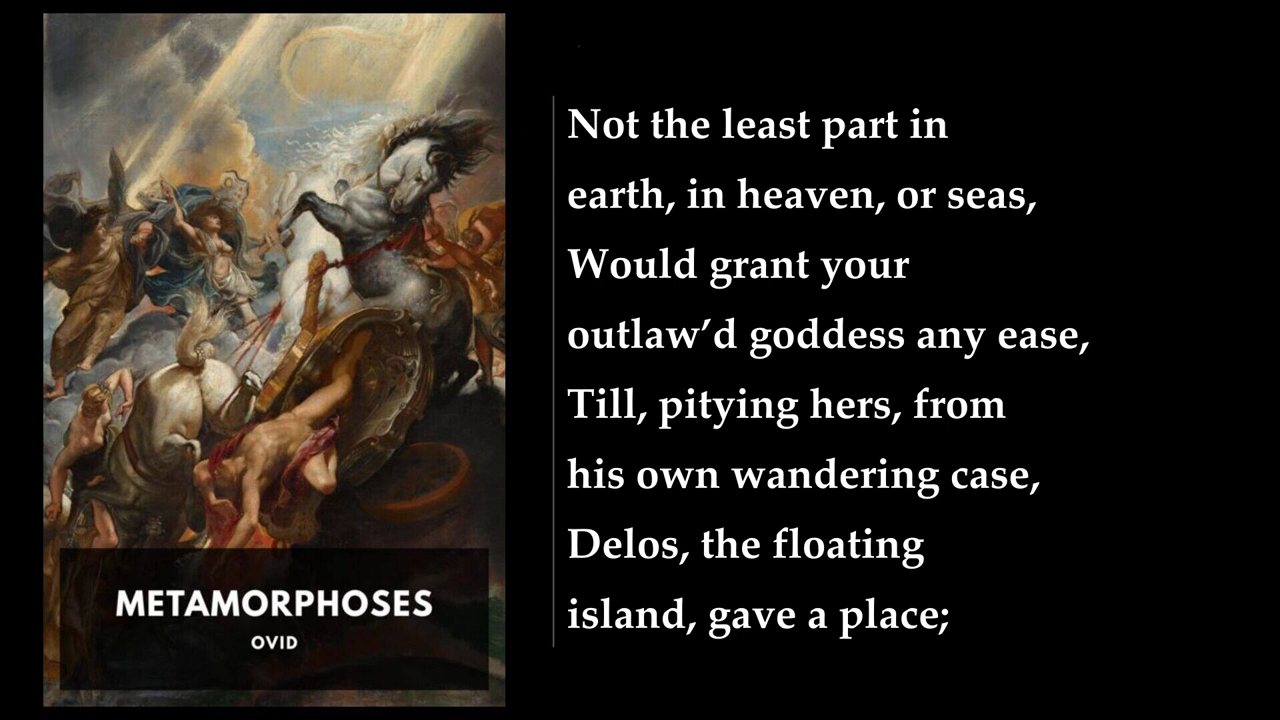 METAMORPHOSES
OVID
Not the least part in
earth, in heaven, or seas,
Would grant your
outlaw’d goddess any ease,
Till, pitying hers, from
his own wandering case,
Delos, the floating
island, gave a place;